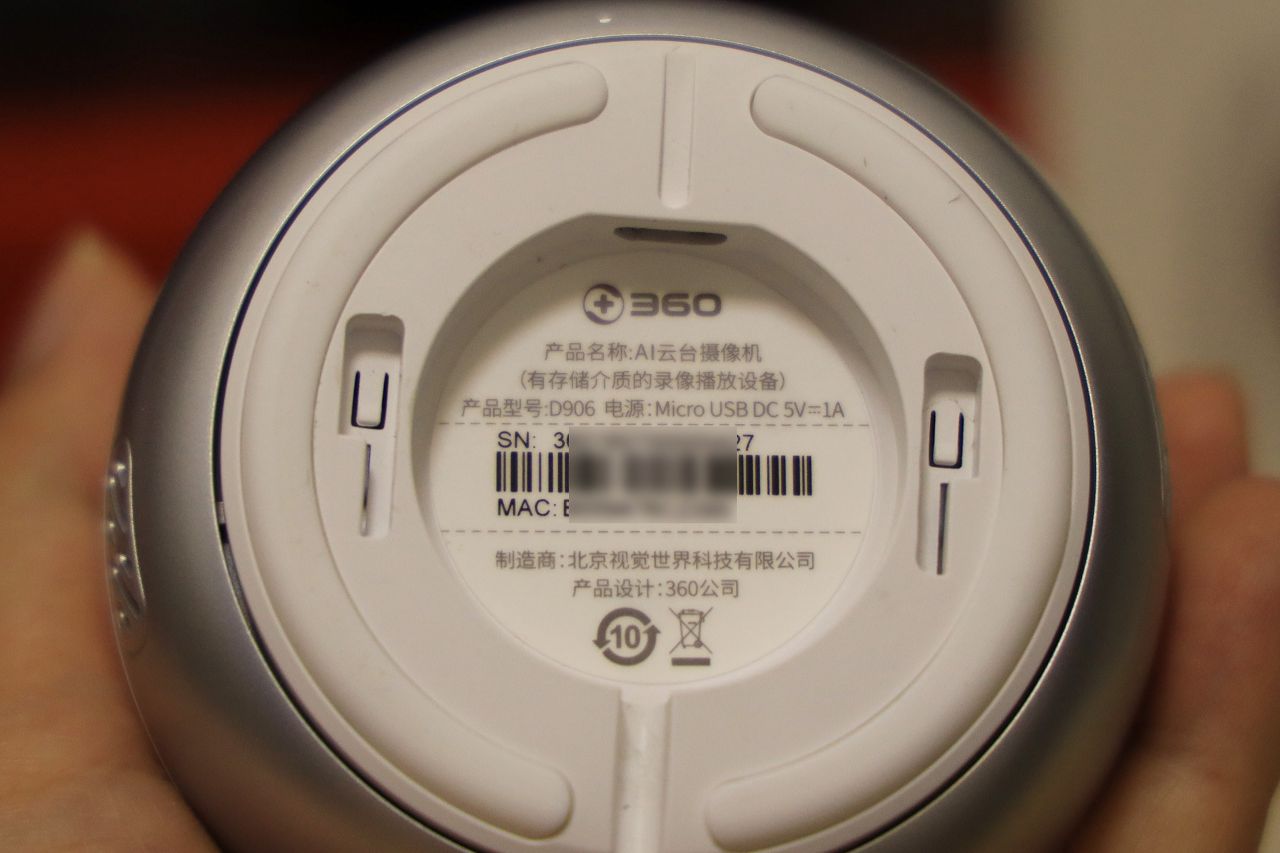 360
产品名称:AI云台摄像机
(有存储介质的录像播放设备)
产品型号:D906 电源:Micro USB DC 5V⎓1A
SN: 36 27
MAC:
制造商:北京视觉世界科技有限公司
产品设计:360公司
10